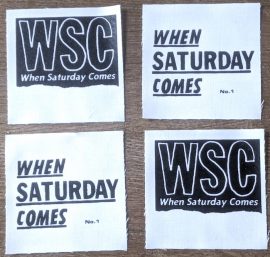 WSC
When Saturday Comes
WHEN
SATURDAY
COMES
No.1
WHEN
SATURDAY
COMES
No.1
WSC
When Saturday Comes